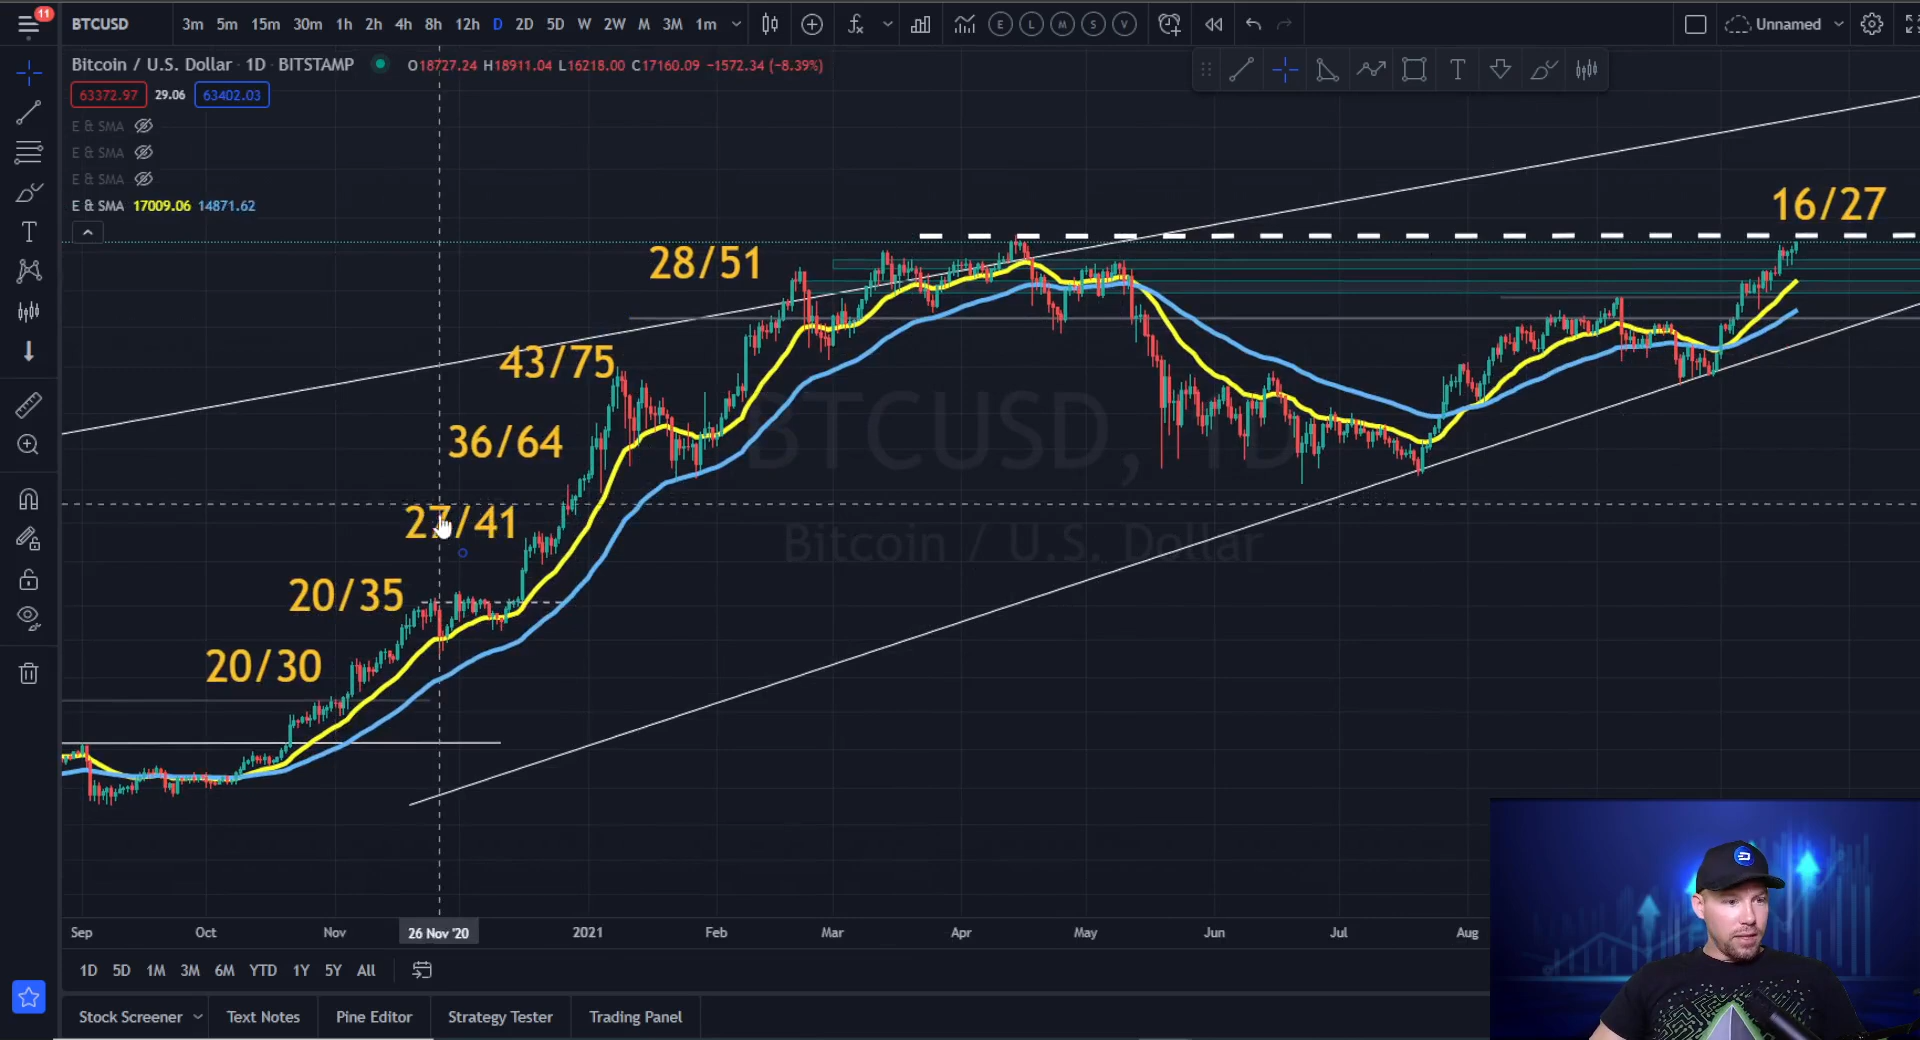 11
BTCUSD 3m 5m 15m 30m 1h 2h 4h 8h 12h D 2D 5D W 2W M 3M 1m E L M S V Unnamed
Bitcoin / U.S. Dollar · 1D · BITSTAMP O18727.24 H18911.04 L16218.00 C17160.09 −1572.34 (−8.39%)
63372.97 29.06 63402.03
E & SMA
E & SMA
E & SMA
E & SMA 17009.06 14871.62
16/27
28/51
43/75
36/64
27/41
20/35
20/30
BTCUSD, 1D
Bitcoin / U.S. Dollar
Sep Oct Nov 26 Nov '20 2021 Feb Mar Apr May Jun Jul Aug
1D 5D 1M 3M 6M YTD 1Y 5Y All
Stock Screener Text Notes Pine Editor Strategy Tester Trading Panel